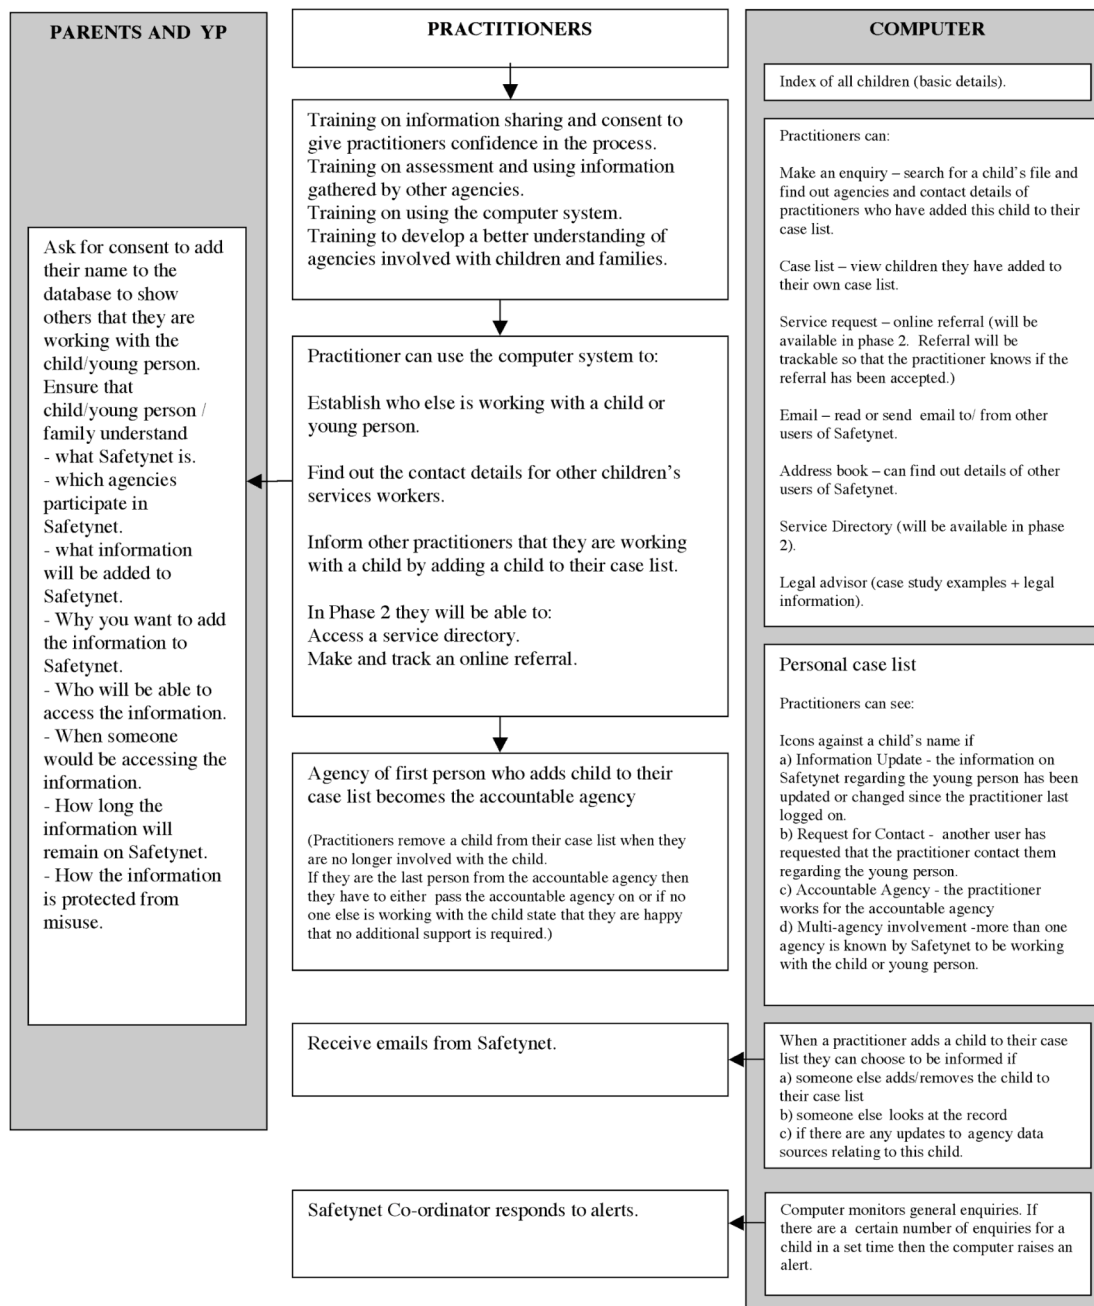 PARENTS AND YP
Ask for consent to add
their name to the
database to show
others that they are
working with the
child/young person.
Ensure that
child/young person /
family understand
- what Safetynet is.
- which agencies
participate in
Safetynet.
- what information
will be added to
Safetynet.
- Why you want to add
the information to
Safetynet.
- Who will be able to
access the information.
- When someone
would be accessing the
information.
- How long the
information will
remain on Safetynet.
- How the information
is protected from
misuse.
PRACTITIONERS
Training on information sharing and consent to
give practitioners confidence in the process.
Training on assessment and using information
gathered by other agencies.
Training on using the computer system.
Training to develop a better understanding of
agencies involved with children and families.
Practitioner can use the computer system to:
Establish who else is working with a child or
young person.
Find out the contact details for other children's
services workers.
Inform other practitioners that they are working
with a child by adding a child to their case list.
In Phase 2 they will be able to:
Access a service directory.
Make and track an online referral.
Agency of first person who adds child to their
case list becomes the accountable agency
(Practitioners remove a child from their case list when they
are no longer involved with the child.
If they are the last person from the accountable agency then
they have to either pass the accountable agency on or if no
one else is working with the child state that they are happy
that no additional support is required.)
Receive emails from Safetynet.
Safetynet Co-ordinator responds to alerts.
COMPUTER
Index of all children (basic details).
Practitioners can:
Make an enquiry – search for a child's file and
find out agencies and contact details of
practitioners who have added this child to their
case list.
Case list – view children they have added to
their own case list.
Service request – online referral (will be
available in phase 2. Referral will be
trackable so that the practitioner knows if the
referral has been accepted.)
Email – read or send email to/ from other
users of Safetynet.
Address book – can find out details of other
users of Safetynet.
Service Directory (will be available in phase
2).
Legal advisor (case study examples + legal
information).
Personal case list
Practitioners can see:
Icons against a child's name if
a) Information Update - the information on
Safetynet regarding the young person has been
updated or changed since the practitioner last
logged on.
b) Request for Contact - another user has
requested that the practitioner contact them
regarding the young person.
c) Accountable Agency - the practitioner
works for the accountable agency
d) Multi-agency involvement -more than one
agency is known by Safetynet to be working
with the child or young person.
When a practitioner adds a child to their case
list they can choose to be informed if
a) someone else adds/removes the child to
their case list
b) someone else looks at the record
c) if there are any updates to agency data
sources relating to this child.
Computer monitors general enquiries. If
there are a certain number of enquiries for a
child in a set time then the computer raises an
alert.